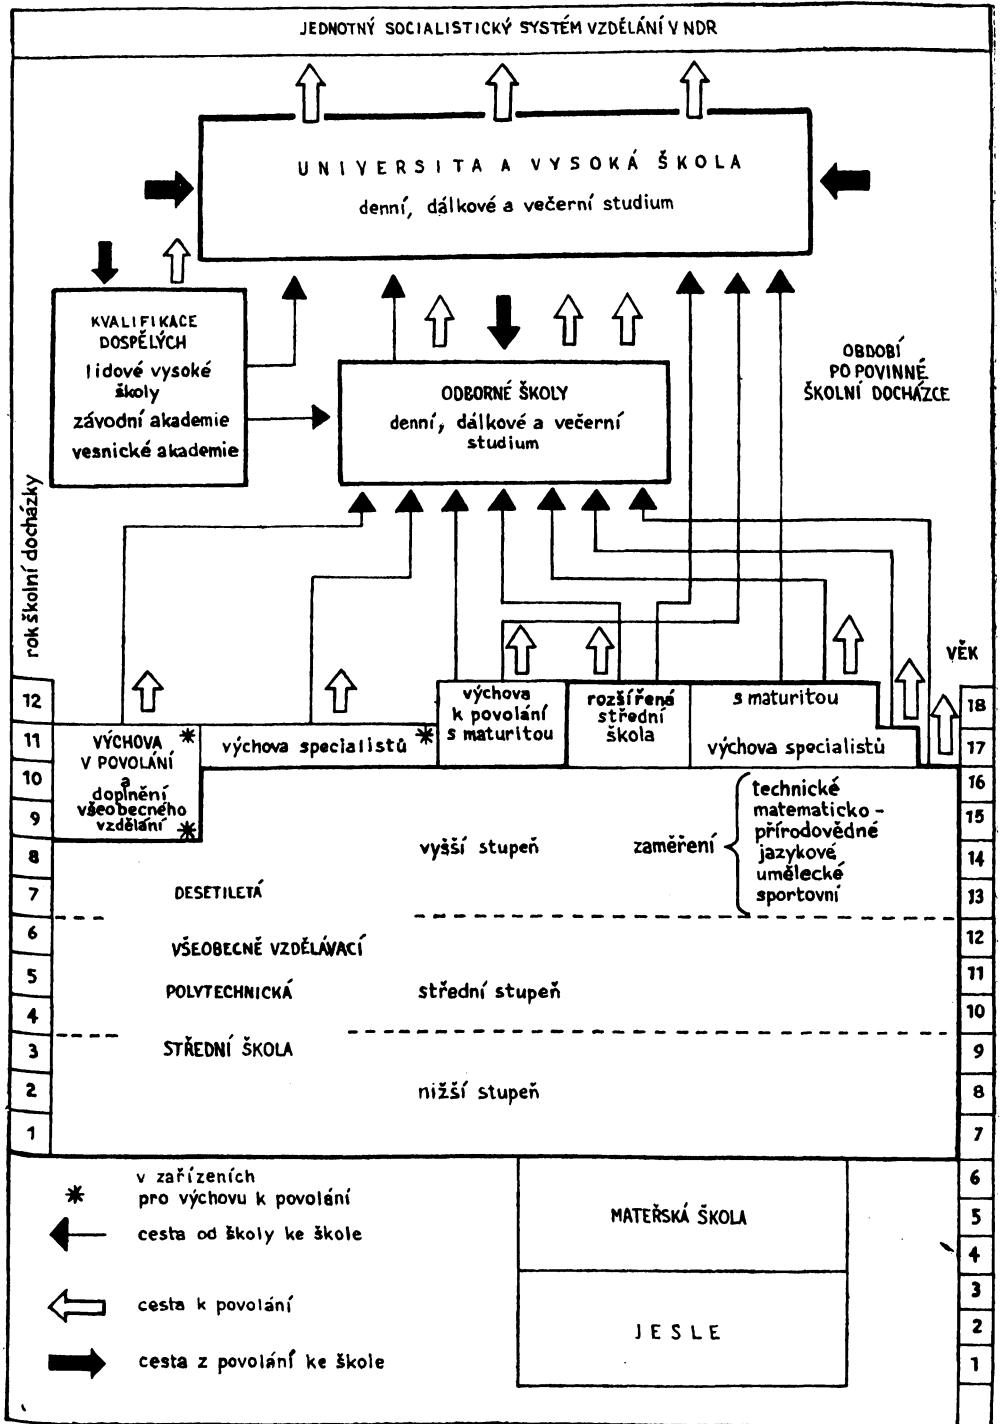 JEDNOTNÝ SOCIALISTICKÝ SYSTÉM VZDĚLÁNÍ V NDR
UNIVERSITA A VYSOKÁ ŠKOLA
denní, dálkové a večerní studium
KVALIFIKACE
DOSPĚLÝCH
lidové vysoké
školy
závodní akademie
vesnické akademie
ODBORNÉ ŠKOLY
denní, dálkové a večerní
studium
OBDOBÍ
PO POVINNÉ
ŠKOLNÍ DOCHÁZCE
rok školní docházky
VĚK
12
11
10
9
8
7
6
5
4
3
2
1
VÝCHOVA *
V POVOLÁNÍ
a
doplnění
všeobecného
vzdělání *
výchova specialistů *
výchova
k povolání
s maturitou
rozšířená
střední
škola
s maturitou
výchova specialistů
vyšší stupeň
zaměření
technické
matematicko-
přírodovědné
jazykové
umělecké
sportovní
DESETILETÁ
VŠEOBECNĚ VZDĚLÁVACÍ
POLYTECHNICKÁ
STŘEDNÍ ŠKOLA
střední stupeň
nižší stupeň
18
17
16
15
14
13
12
11
10
9
8
7
6
5
4
3
2
1
* v zařízeních
pro výchovu k povolání
cesta od školy ke škole
cesta k povolání
cesta z povolání ke škole
MATEŘSKÁ ŠKOLA
JESLE